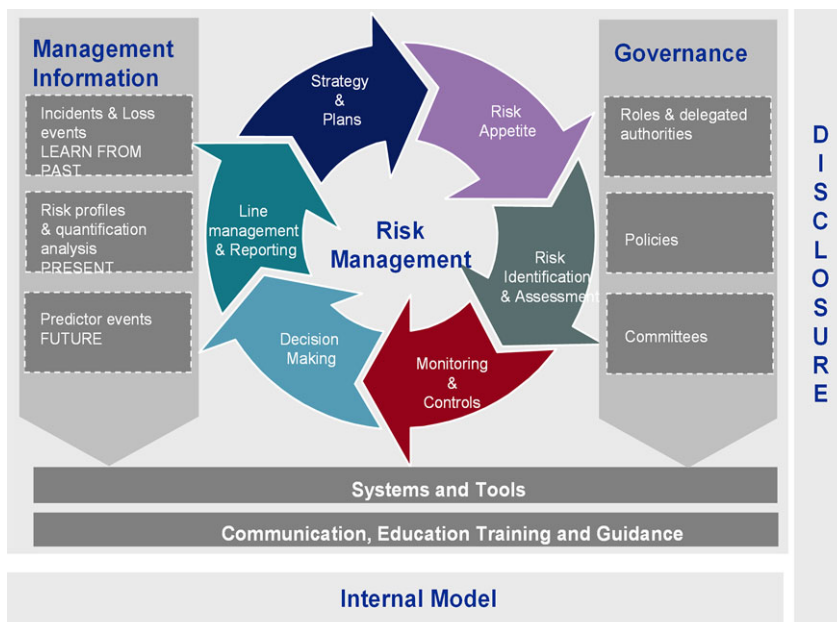 Management
Information
Incidents & Loss
events
LEARN FROM
PAST
Risk profiles
& quantification
analysis
PRESENT
Predictor events
FUTURE
Strategy
&
Plans
Risk
Appetite
Risk
Identification
& Assessment
Monitoring
&
Controls
Decision
Making
Line
management
& Reporting
Risk
Management
Governance
Roles & delegated
authorities
Policies
Committees
DISCLOSURE
Systems and Tools
Communication, Education Training and Guidance
Internal Model